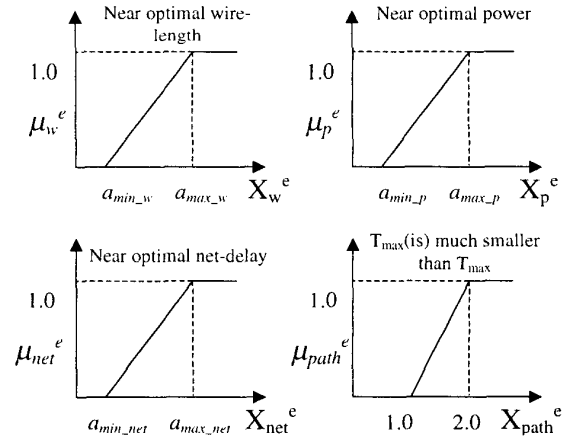 Near optimal wire-
length
1.0
μ_w^e
a_min_w a_max_w X_w^e
Near optimal power
1.0
μ_p^e
a_min_p a_max_p X_p^e
Near optimal net-delay
1.0
μ_net^e
a_min_net a_max_net X_net^e
T_max(is) much smaller
than T_max
1.0
μ_path^e
1.0 2.0 X_path^e